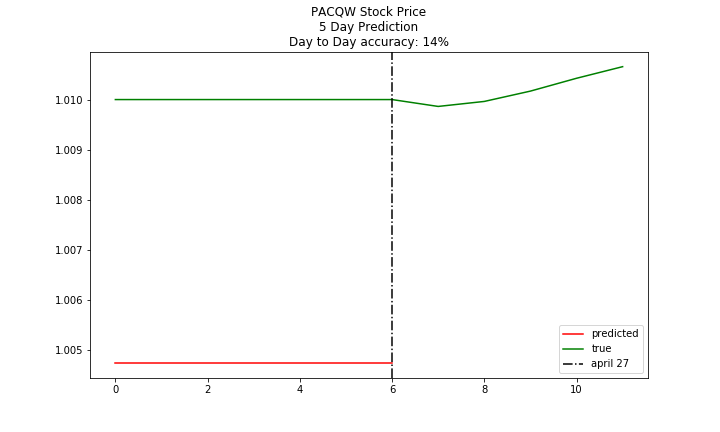 PACQW Stock Price
5 Day Prediction
Day to Day accuracy: 14%
1.010
1.009
1.008
1.007
1.006
1.005
0 2 4 6 8 10
predicted
true
april 27